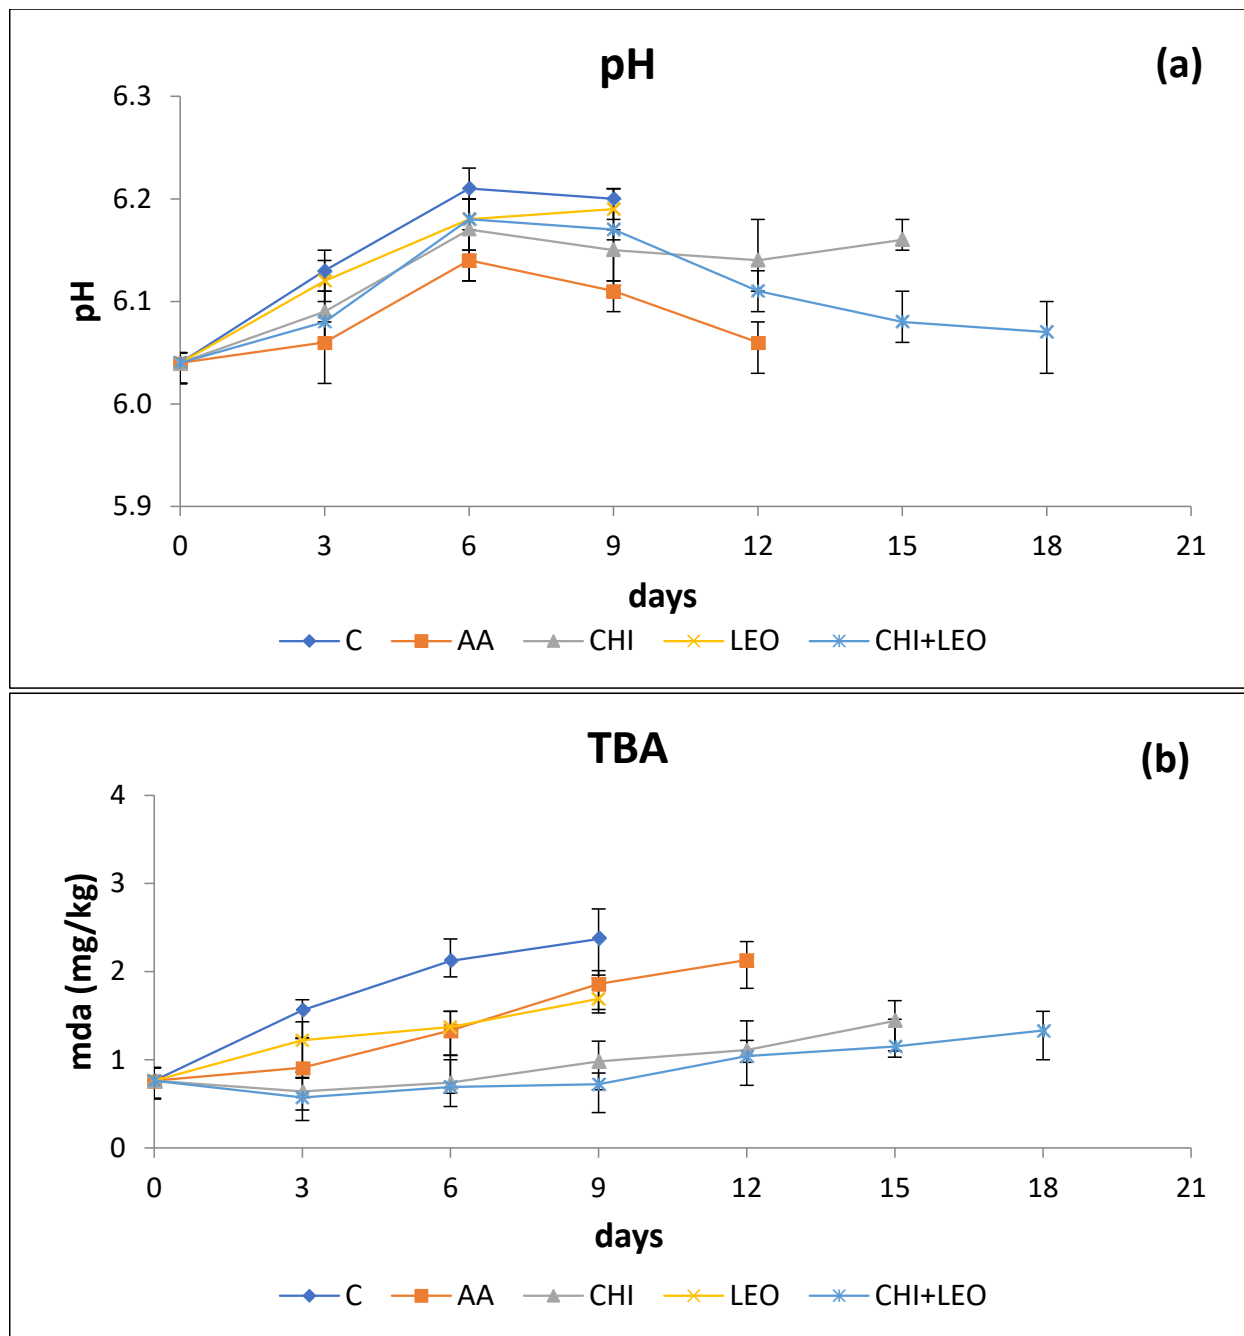 pH
(a)
6.3
6.2
6.1
6.0
5.9
pH
0 3 6 9 12 15 18 21
days
C AA CHI LEO CHI+LEO
TBA
(b)
4
3
2
1
0
mda (mg/kg)
0 3 6 9 12 15 18 21
days
C AA CHI LEO CHI+LEO